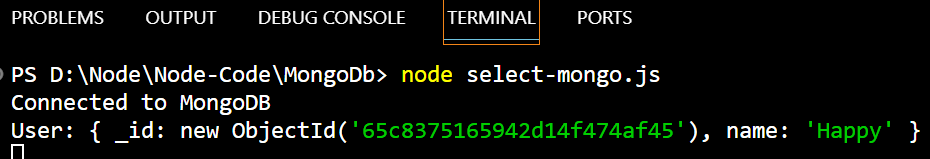 PROBLEMS OUTPUT DEBUG CONSOLE TERMINAL PORTS
PS D:\Node\Node-Code\MongoDb> node select-mongo.js
Connected to MongoDB
User: { _id: new ObjectId('65c8375165942d14f474af45'), name: 'Happy' }